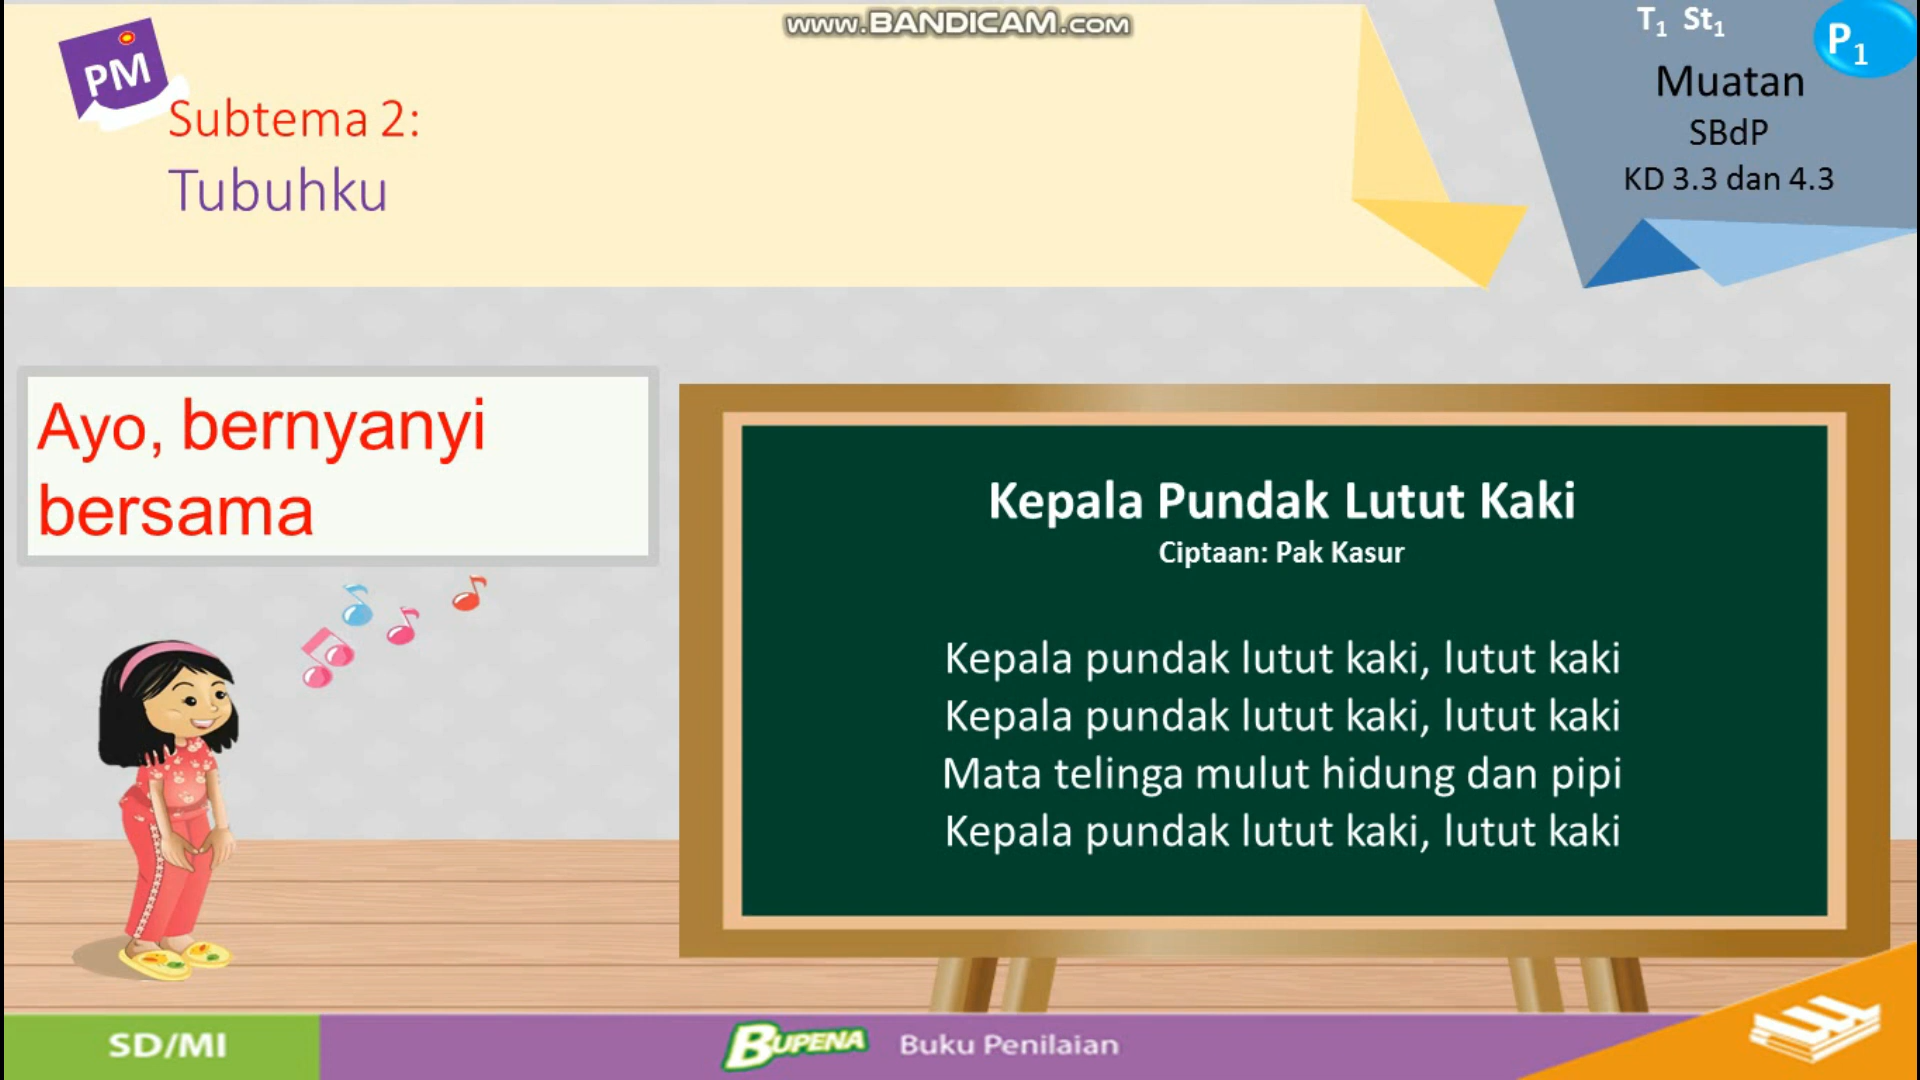 www.BANDICAM.com
PM
Subtema 2:
Tubuhku
T1 St1
P1
Muatan
SBdP
KD 3.3 dan 4.3
Ayo, bernyanyi
bersama
Kepala Pundak Lutut Kaki
Ciptaan: Pak Kasur
Kepala pundak lutut kaki, lutut kaki
Kepala pundak lutut kaki, lutut kaki
Mata telinga mulut hidung dan pipi
Kepala pundak lutut kaki, lutut kaki
SD/MI
BUPENA
Buku Penilaian